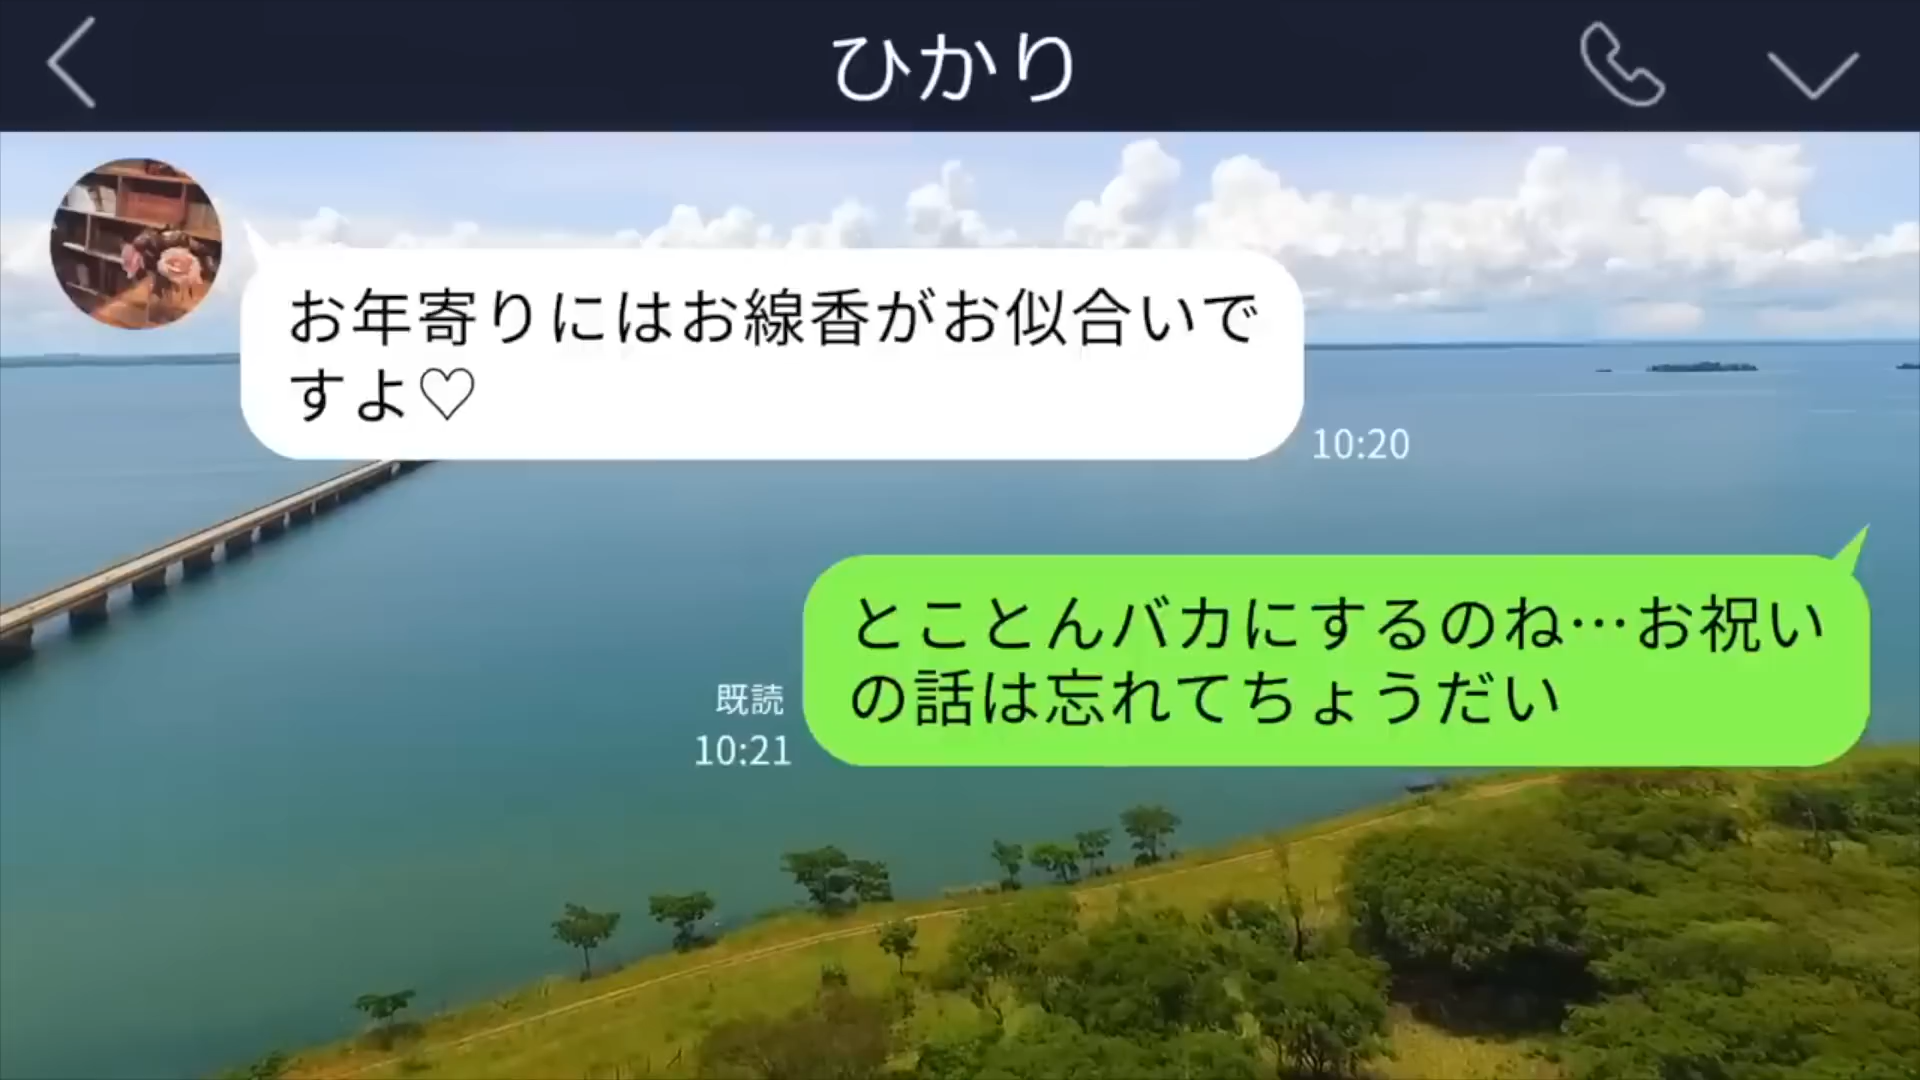 ひかり
お年寄りにはお線香がお似合いで
すよ♡
10:20
とことんバカにするのね…お祝い
の話は忘れてちょうだい
既読
10:21